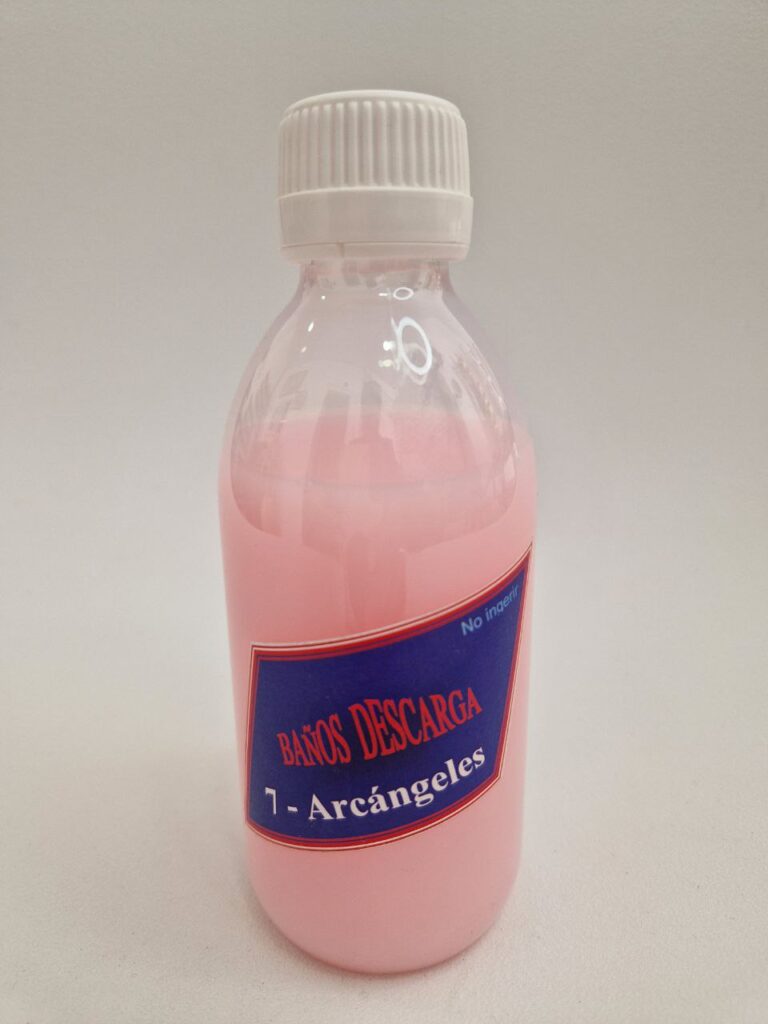 No ingerir
BAÑOS DESCARGA
7 - Arcángeles